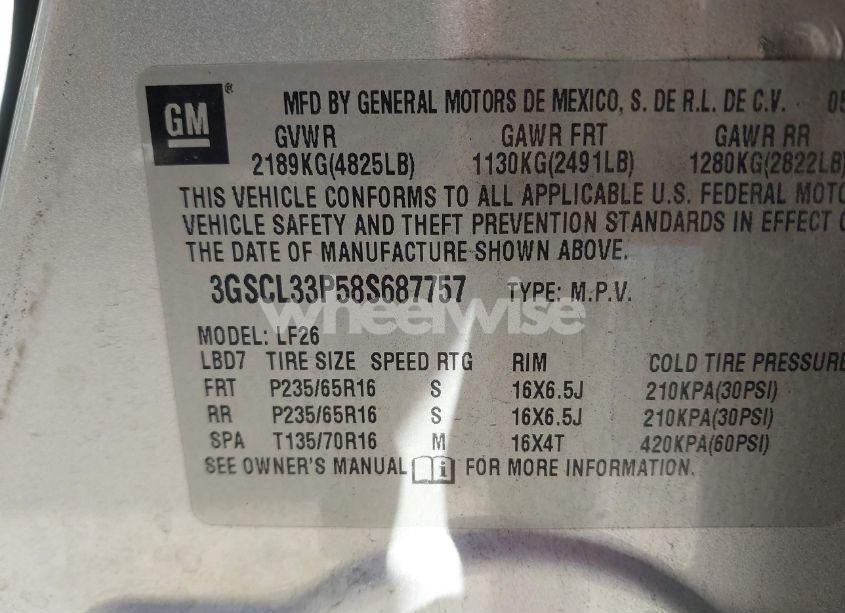 GM ® MFD BY GENERAL MOTORS DE MEXICO, S. DE R.L. DE C.V. 05
GVWR GAWR FRT GAWR RR
2189KG(4825LB) 1130KG(2491LB) 1280KG(2822LB)
THIS VEHICLE CONFORMS TO ALL APPLICABLE U.S. FEDERAL MOTO
VEHICLE SAFETY AND THEFT PREVENTION STANDARDS IN EFFECT O
THE DATE OF MANUFACTURE SHOWN ABOVE.
3GSCL33P58S687757 TYPE: M.P.V.
wheelwise
MODEL: LF26
LBD7 TIRE SIZE SPEED RTG RIM COLD TIRE PRESSURE
FRT P235/65R16 S 16X6.5J 210KPA(30PSI)
RR P235/65R16 S 16X6.5J 210KPA(30PSI)
SPA T135/70R16 M 16X4T 420KPA(60PSI)
SEE OWNER'S MANUAL i FOR MORE INFORMATION.